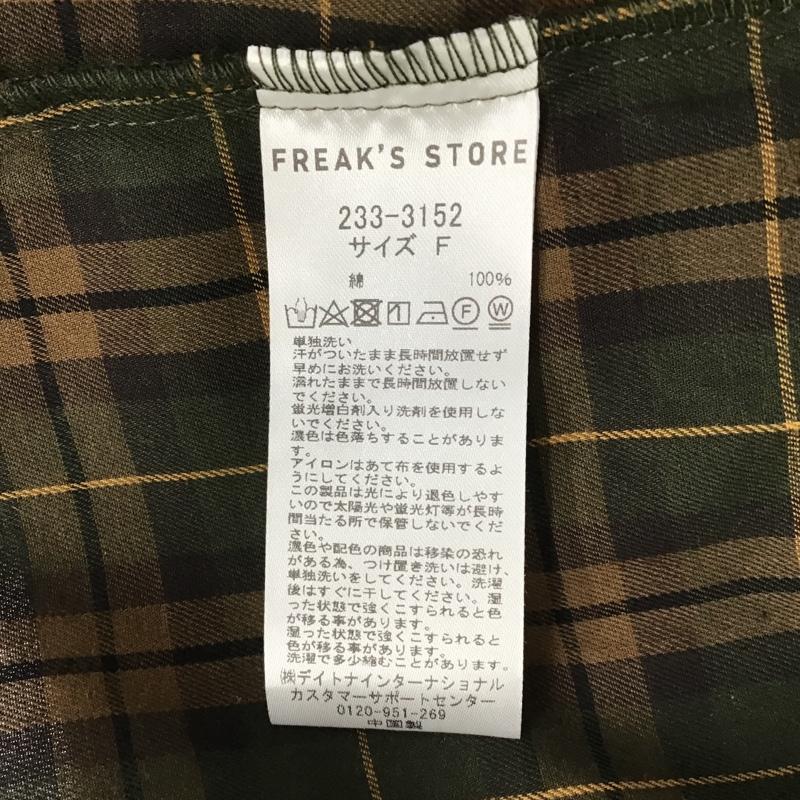 FREAK'S STORE
233-3152
サイズ F
綿 100%
F W
単独洗い
汗がついたまま長時間放置せず
早めにお洗いください。
濡れたままで長時間放置しない
でください。
蛍光増白剤入り洗剤を使用しな
いでください。
濃色は色落ちすることがありま
す。
アイロンはあて布を使用するよ
うにしてください。
この製品は光により退色しやす
いので太陽光や蛍光灯等が長時
間当たる所で保管しないでくだ
さい。
濃色や配色の商品は移染の恐れ
がある為、つけ置き洗いは避け、
単独洗いをしてください。洗濯
後はすぐに干してください。湿
った状態で強くこすられると色
が移る事があります。
湿った状態で強くこすられると
色が移る事があります。
洗濯で多少縮むことがあります。
㈱デイトナインターナショナル
カスタマーサポートセンター
0120-951-269
中国製